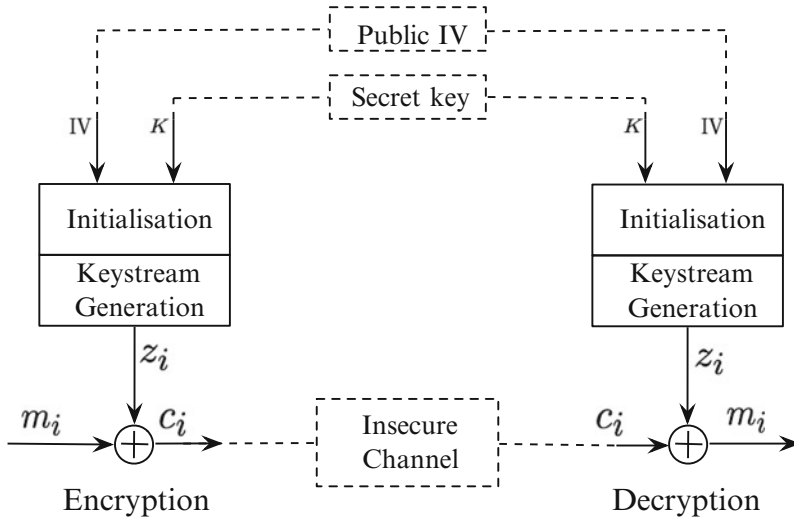 Public IV
Secret key
IV
K
K
IV
Initialisation
Initialisation
Keystream
Generation
Keystream
Generation
z_i
z_i
m_i
c_i
Insecure
Channel
c_i
m_i
Encryption
Decryption